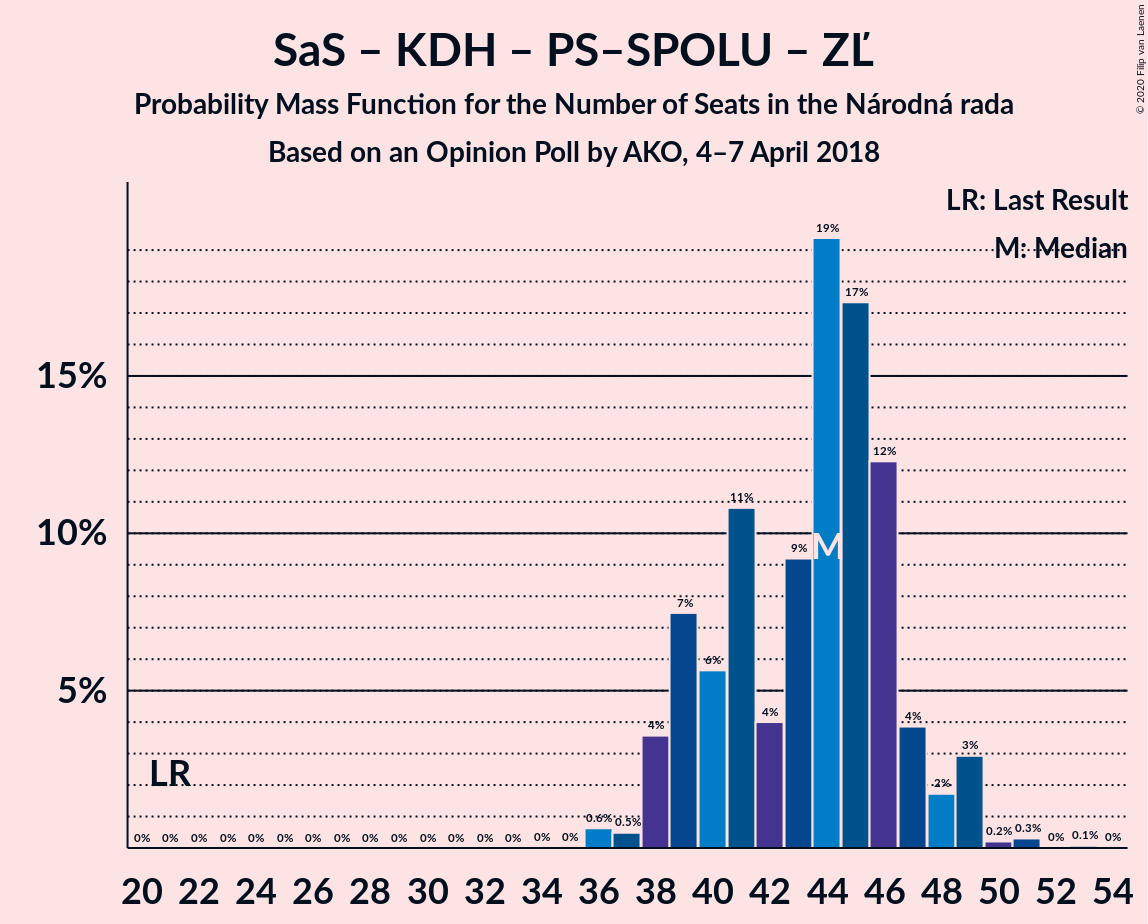 SaS – KDH – PS–SPOLU – ZĽ
Probability Mass Function for the Number of Seats in the Národná rada
Based on an Opinion Poll by AKO, 4–7 April 2018
© 2020 Filip van Laenen
LR: Last Result
M: Median
19%
17%
15%
12%
11%
10%
9%
M
7%
6%
5%
4%
4%
4%
3%
LR
2%
0% 0% 0% 0% 0% 0% 0% 0% 0% 0% 0% 0% 0% 0% 0% 0% 0.6% 0.5% 0.2% 0.3% 0% 0.1% 0%
20 22 24 26 28 30 32 34 36 38 40 42 44 46 48 50 52 54